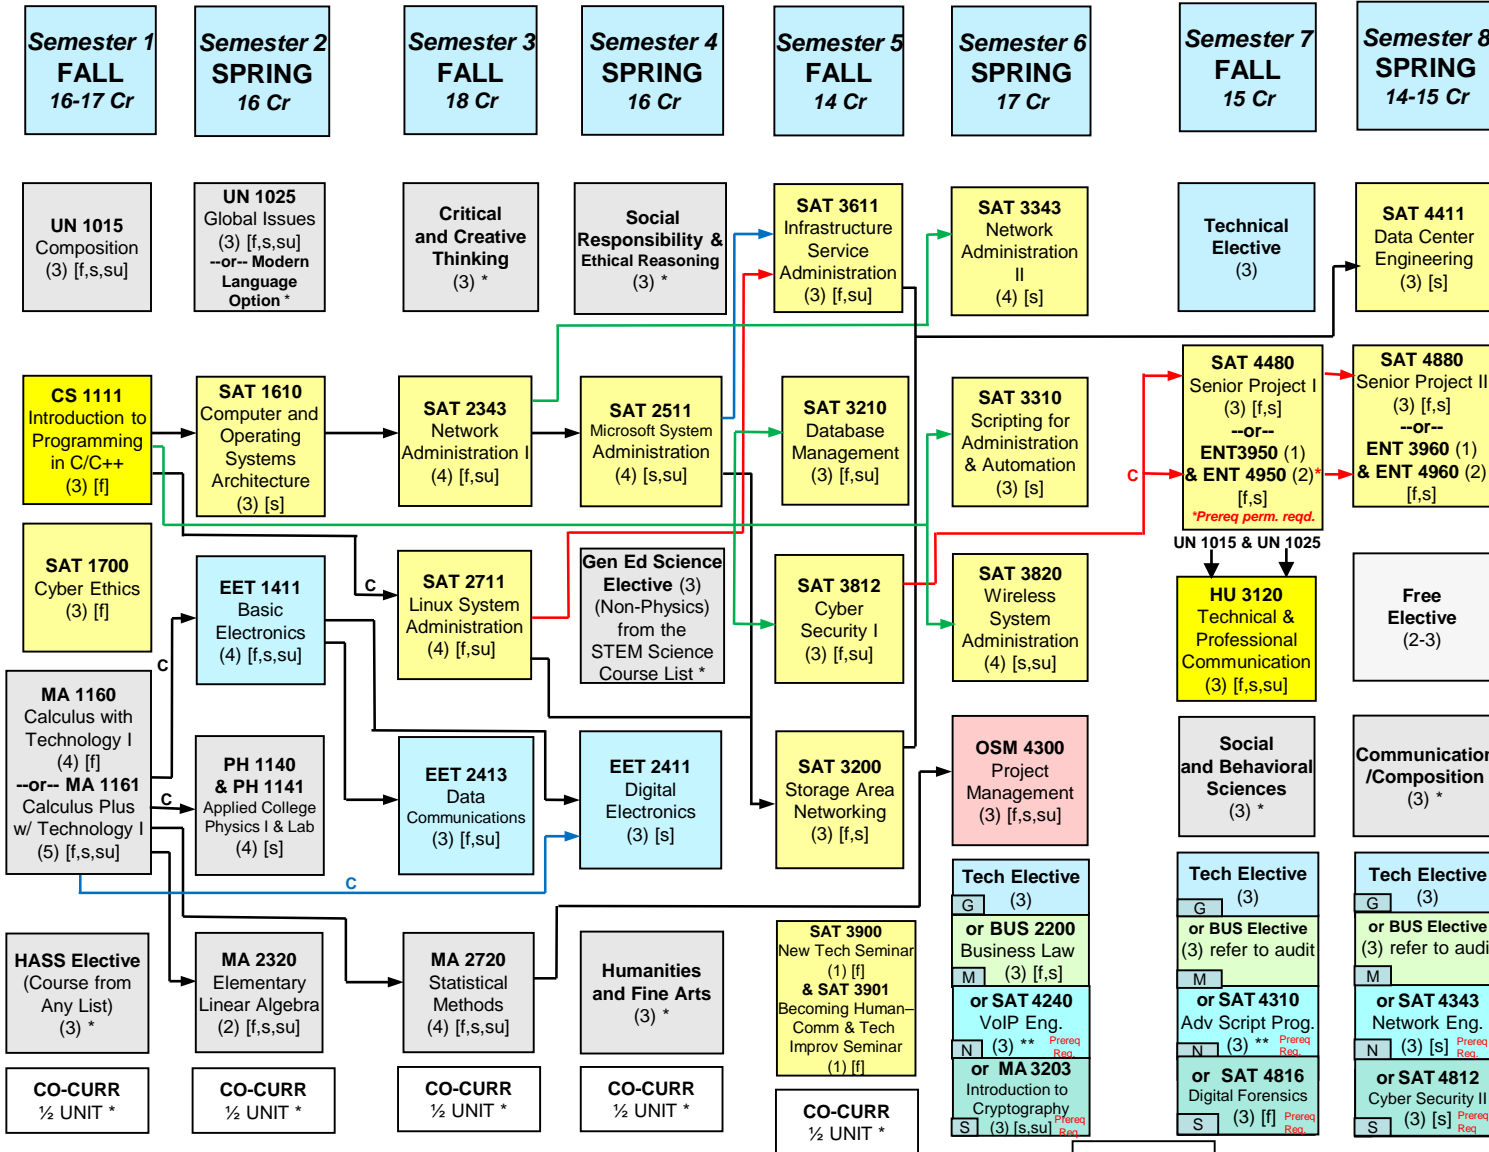 Semester 1
FALL
16-17 Cr
Semester 2
SPRING
16 Cr
Semester 3
FALL
18 Cr
Semester 4
SPRING
16 Cr
Semester 5
FALL
14 Cr
Semester 6
SPRING
17 Cr
Semester 7
FALL
15 Cr
Semester 8
SPRING
14-15 Cr
UN 1015
Composition
(3) [f,s,su]
UN 1025
Global Issues
(3) [f,s,su]
--or-- Modern
Language
Option *
Critical
and Creative
Thinking
(3) *
Social
Responsibility &
Ethical Reasoning
(3) *
SAT 3611
Infrastructure
Service
Administration
(3) [f,su]
SAT 3343
Network
Administration
II
(4) [s]
Technical
Elective
(3)
SAT 4411
Data Center
Engineering
(3) [s]
CS 1111
Introduction to
Programming
in C/C++
(3) [f]
SAT 1610
Computer and
Operating
Systems
Architecture
(3) [s]
SAT 2343
Network
Administration I
(4) [f,su]
SAT 2511
Microsoft System
Administration
(4) [s,su]
SAT 3210
Database
Management
(3) [f,su]
SAT 3310
Scripting for
Administration
& Automation
(3) [s]
C
SAT 4480
Senior Project I
(3) [f,s]
--or--
ENT3950 (1)
& ENT 4950 (2)*
[f,s]
*Prereq perm. reqd.
SAT 4880
Senior Project II
(3) [f,s]
--or--
ENT 3960 (1)
& ENT 4960 (2)
[f,s]
SAT 1700
Cyber Ethics
(3) [f]
C
EET 1411
Basic
Electronics
(4) [f,s,su]
C
SAT 2711
Linux System
Administration
(4) [f,su]
Gen Ed Science
Elective (3)
(Non-Physics)
from the
STEM Science
Course List *
SAT 3812
Cyber
Security I
(3) [f,su]
SAT 3820
Wireless
System
Administration
(4) [s,su]
UN 1015 & UN 1025
HU 3120
Technical &
Professional
Communication
(3) [f,s,su]
Free
Elective
(2-3)
MA 1160
Calculus with
Technology I
(4) [f]
--or-- MA 1161
Calculus Plus
w/ Technology I
(5) [f,s,su]
C
PH 1140
& PH 1141
Applied College
Physics I & Lab
(4) [s]
C
EET 2413
Data
Communications
(3) [f,su]
EET 2411
Digital
Electronics
(3) [s]
SAT 3200
Storage Area
Networking
(3) [f,s]
OSM 4300
Project
Management
(3) [f,s,su]
Social
and Behavioral
Sciences
(3) *
Communication
/Composition
(3) *
HASS Elective
(Course from
Any List)
(3) *
MA 2320
Elementary
Linear Algebra
(2) [f,s,su]
MA 2720
Statistical
Methods
(4) [f,s,su]
Humanities
and Fine Arts
(3) *
SAT 3900
New Tech Seminar
(1) [f]
& SAT 3901
Becoming Human–
Comm & Tech
Improv Seminar
(1) [f]
Tech Elective
G (3)
or BUS 2200
Business Law
M (3) [f,s]
or SAT 4240
VoIP Eng.
N (3) ** Prereq
Req.
or MA 3203
Introduction to
Cryptography
S (3) [s,su] Prereq
Req
Tech Elective
G (3)
or BUS Elective
(3) refer to audit
M
or SAT 4310
Adv Script Prog.
N (3) ** Prereq
Req.
or SAT 4816
Digital Forensics
S (3) [f] Prereq
Req.
Tech Elective
G (3)
or BUS Elective
(3) refer to audit
M
or SAT 4343
Network Eng.
N (3) [s] Prereq
Req.
or SAT 4812
Cyber Security II
S (3) [s] Prereq
Req
CO-CURR
½ UNIT *
CO-CURR
½ UNIT *
CO-CURR
½ UNIT *
CO-CURR
½ UNIT *
CO-CURR
½ UNIT *